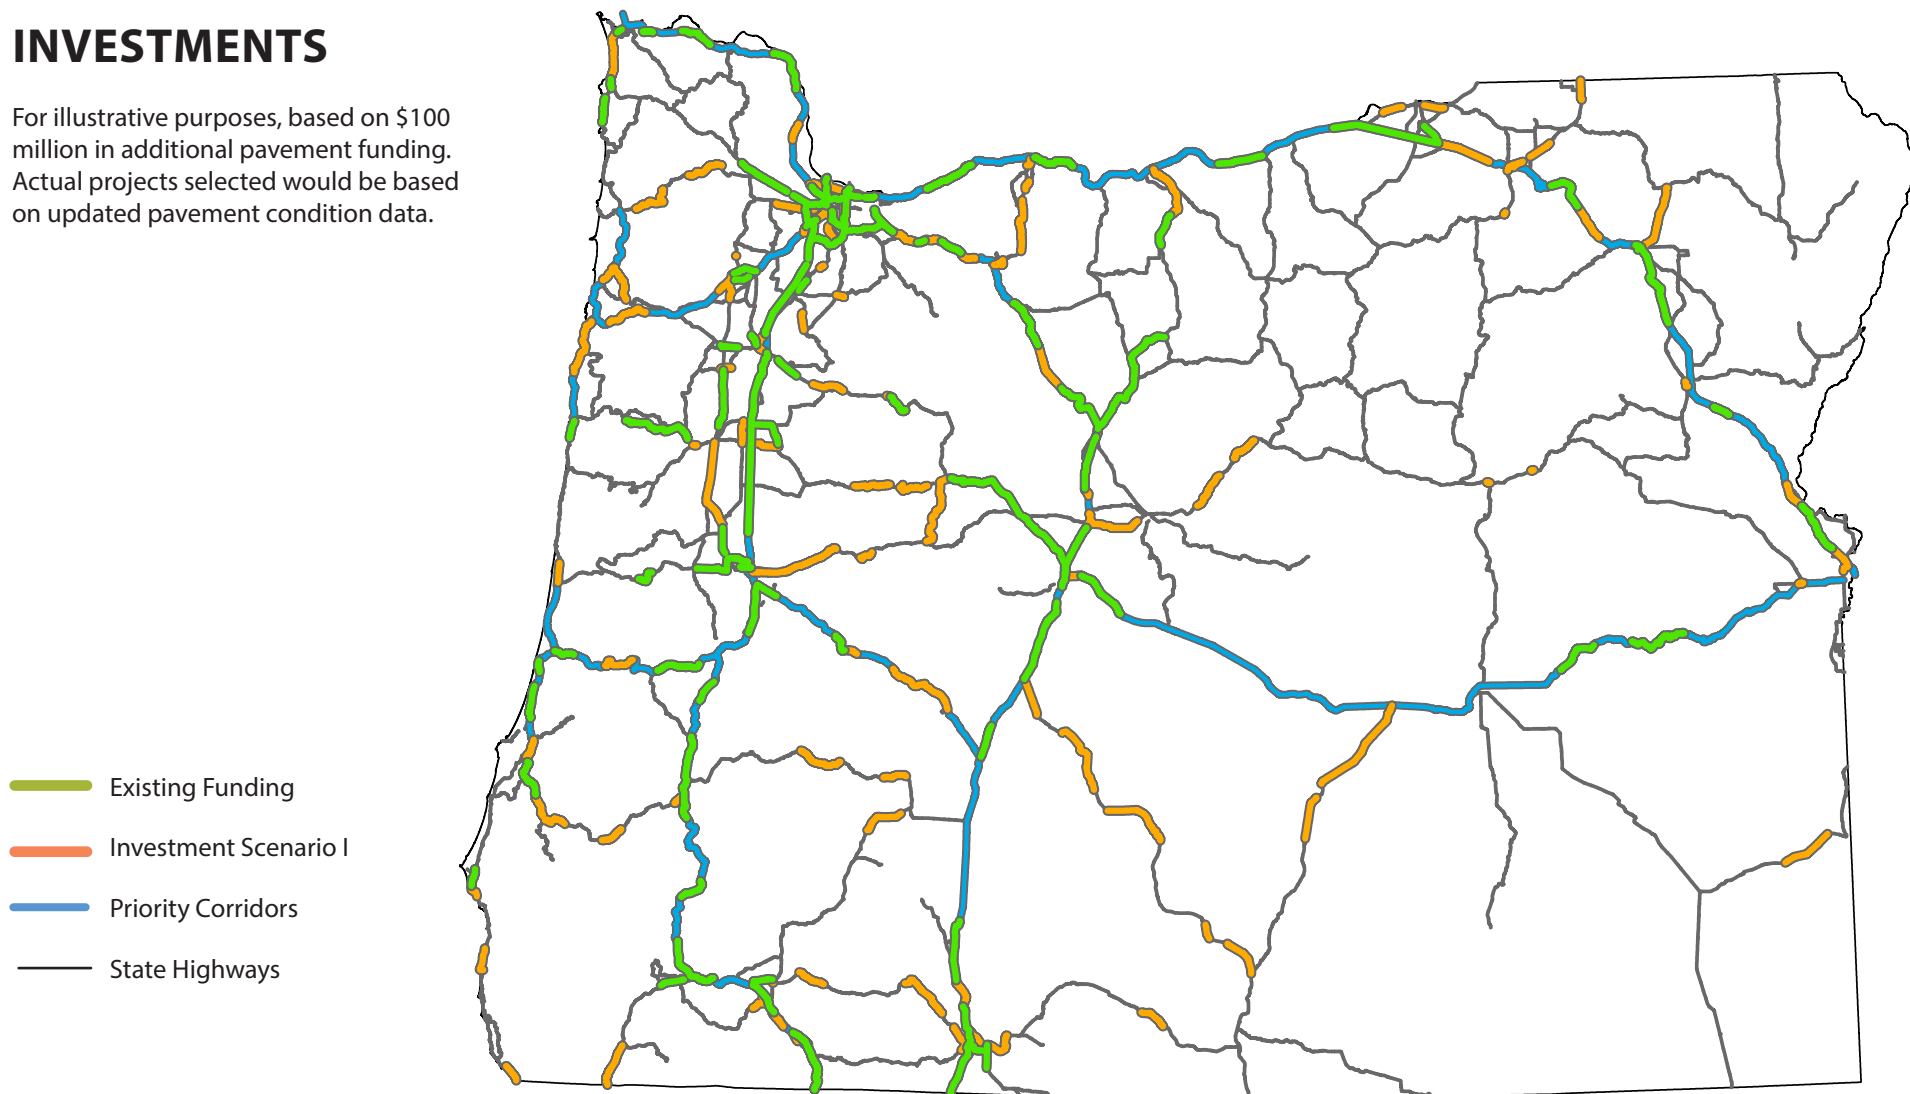 INVESTMENTS
For illustrative purposes, based on $100
million in additional pavement funding.
Actual projects selected would be based
on updated pavement condition data.
Existing Funding
Investment Scenario I
Priority Corridors
State Highways